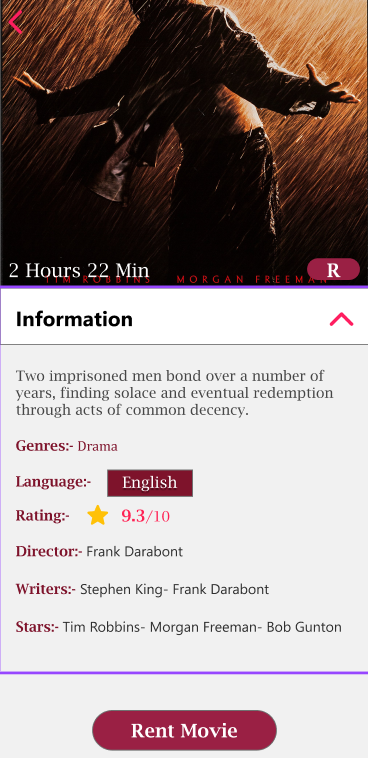 2 Hours 22 Min
R
TIM ROBBINS MORGAN FREEMAN
Information
Two imprisoned men bond over a number of
years, finding solace and eventual redemption
through acts of common decency.
Genres:- Drama
Language:- English
Rating:- 9.3/10
Director:- Frank Darabont
Writers:- Stephen King- Frank Darabont
Stars:- Tim Robbins- Morgan Freeman- Bob Gunton
Rent Movie